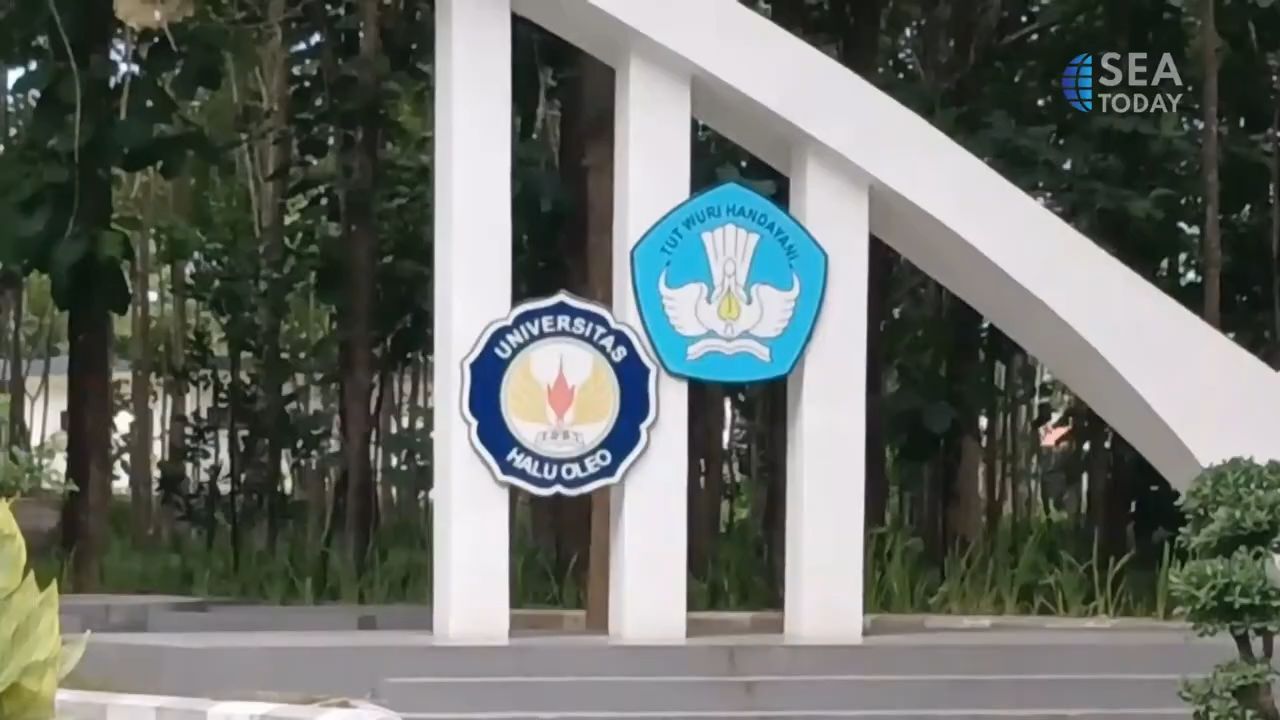 SEA
TODAY
TUT WURI HANDAYANI
UNIVERSITAS
HALU OLEO